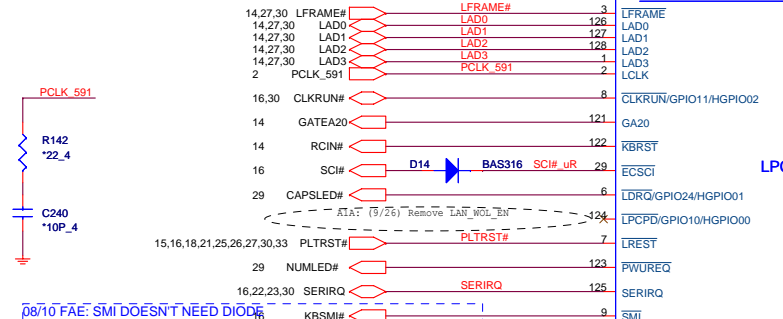 14,27,30 LFRAME# LFRAME# 3 LFRAME
14,27,30 LAD0 LAD0 126 LAD0
14,27,30 LAD1 LAD1 127 LAD1
14,27,30 LAD2 LAD2 128 LAD2
14,27,30 LAD3 LAD3 1 LAD3
2 PCLK_591 PCLK_591 2 LCLK
PCLK_591
16,30 CLKRUN# 8 CLKRUN/GPIO11/HGPIO02
14 GATEA20 121 GA20
R142
*22_4
14 RCIN# 122 KBRST
16 SCI# D14 BAS316 SCI#_uR 29 ECSCI
LPC
29 CAPSLED# 6 LDRQ/GPIO24/HGPIO01
C240
*10P_4
A1A: (9/26) Remove LAN_WOL_EN 124 LPCPD/GPIO10/HGPIO00
15,16,18,21,25,26,27,30,33 PLTRST# PLTRST# 7 LREST
29 NUMLED# 123 PWUREQ
16,22,23,30 SERIRQ SERIRQ 125 SERIRQ
08/10 FAE: SMI DOESN'T NEED DIODE
16 KBSMI# 9 SMI